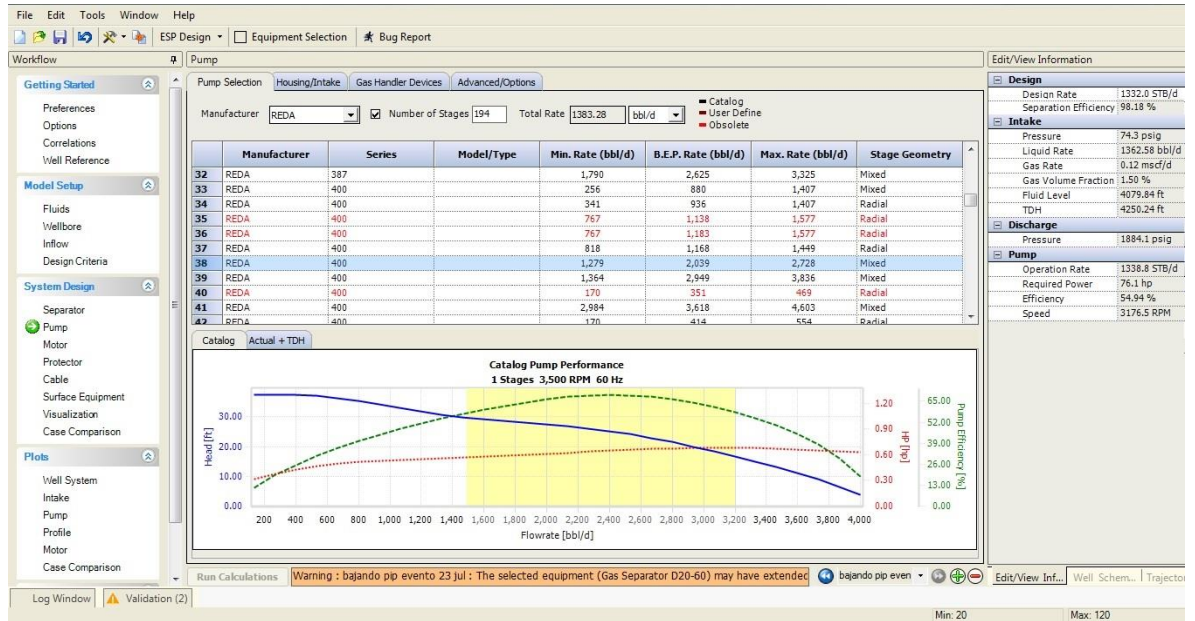 File Edit Tools Window Help
ESP Design Equipment Selection Bug Report
Workflow
Pump
Edit/View Information
Getting Started
Preferences
Options
Correlations
Well Reference
Model Setup
Fluids
Wellbore
Inflow
Design Criteria
System Design
Separator
Pump
Motor
Protector
Cable
Surface Equipment
Visualization
Case Comparison
Plots
Well System
Intake
Pump
Profile
Motor
Case Comparison
Pump Selection Housing/Intake Gas Handler Devices Advanced/Options
Manufacturer REDA Number of Stages 194 Total Rate 1383.28 bbl/d
Catalog
User Define
Obsolete
Manufacturer Series Model/Type Min. Rate (bbl/d) B.E.P. Rate (bbl/d) Max. Rate (bbl/d) Stage Geometry
32 REDA 387 1,790 2,625 3,325 Mixed
33 REDA 400 256 880 1,407 Mixed
34 REDA 400 341 936 1,407 Radial
35 REDA 400 767 1,138 1,577 Radial
36 REDA 400 767 1,183 1,577 Radial
37 REDA 400 818 1,168 1,449 Radial
38 REDA 400 1,279 2,039 2,728 Mixed
39 REDA 400 1,364 2,949 3,836 Mixed
40 REDA 400 170 351 469 Radial
41 REDA 400 2,984 3,618 4,603 Mixed
42 REDA 400 170 414 554 Radial
Catalog Actual + TDH
Catalog Pump Performance
1 Stages 3,500 RPM 60 Hz
Head [ft]
30.00
20.00
10.00
0.00
200 400 600 800 1,000 1,200 1,400 1,600 1,800 2,000 2,200 2,400 2,600 2,800 3,000 3,200 3,400 3,600 3,800 4,000
Flowrate [bbl/d]
1.20
0.90
0.60
0.30
0.00
HP [hp]
65.00
52.00
39.00
26.00
13.00
0.00
Pump Efficiency [%]
Design
Design Rate 1332.0 STB/d
Separation Efficiency 98.18 %
Intake
Pressure 74.3 psig
Liquid Rate 1362.58 bbl/d
Gas Rate 0.12 mscf/d
Gas Volume Fraction 1.50 %
Fluid Level 4079.84 ft
TDH 4250.24 ft
Discharge
Pressure 1884.1 psig
Pump
Operation Rate 1338.8 STB/d
Required Power 76.1 hp
Efficiency 54.94 %
Speed 3176.5 RPM
Run Calculations Warning : bajando pip evento 23 jul : The selected equipment (Gas Separator D20-60) may have extended bajando pip even
Edit/View Inf... Well Schem... Trajector
Log Window Validation (2)
Min: 20 Max: 120